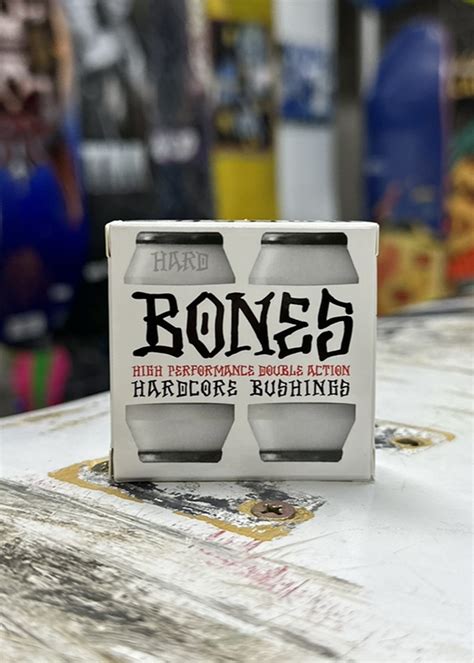 HARD
BONES
HIGH PERFORMANCE DOUBLE ACTION
HARDCORE BUSHINGS